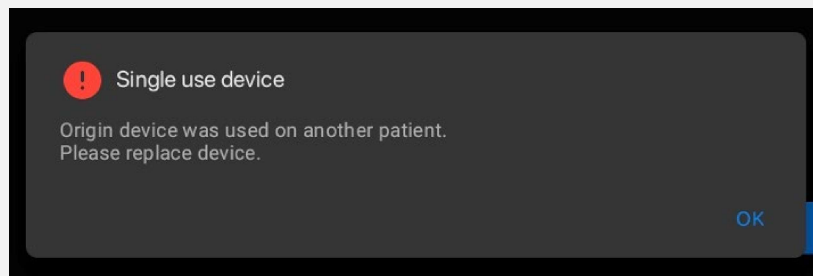 !
Single use device
Origin device was used on another patient.
Please replace device.
OK